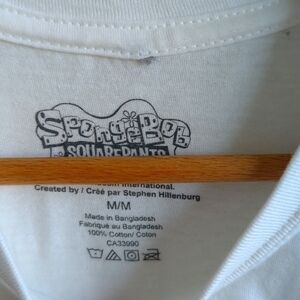 SPONGEBOB
SQUAREPANTS
International.
Created by / Créé par Stephen Hillenburg
M/M
Made in Bangladesh
Fabriqué au Bangladesh
100% Cotton/ Coton
CA33990